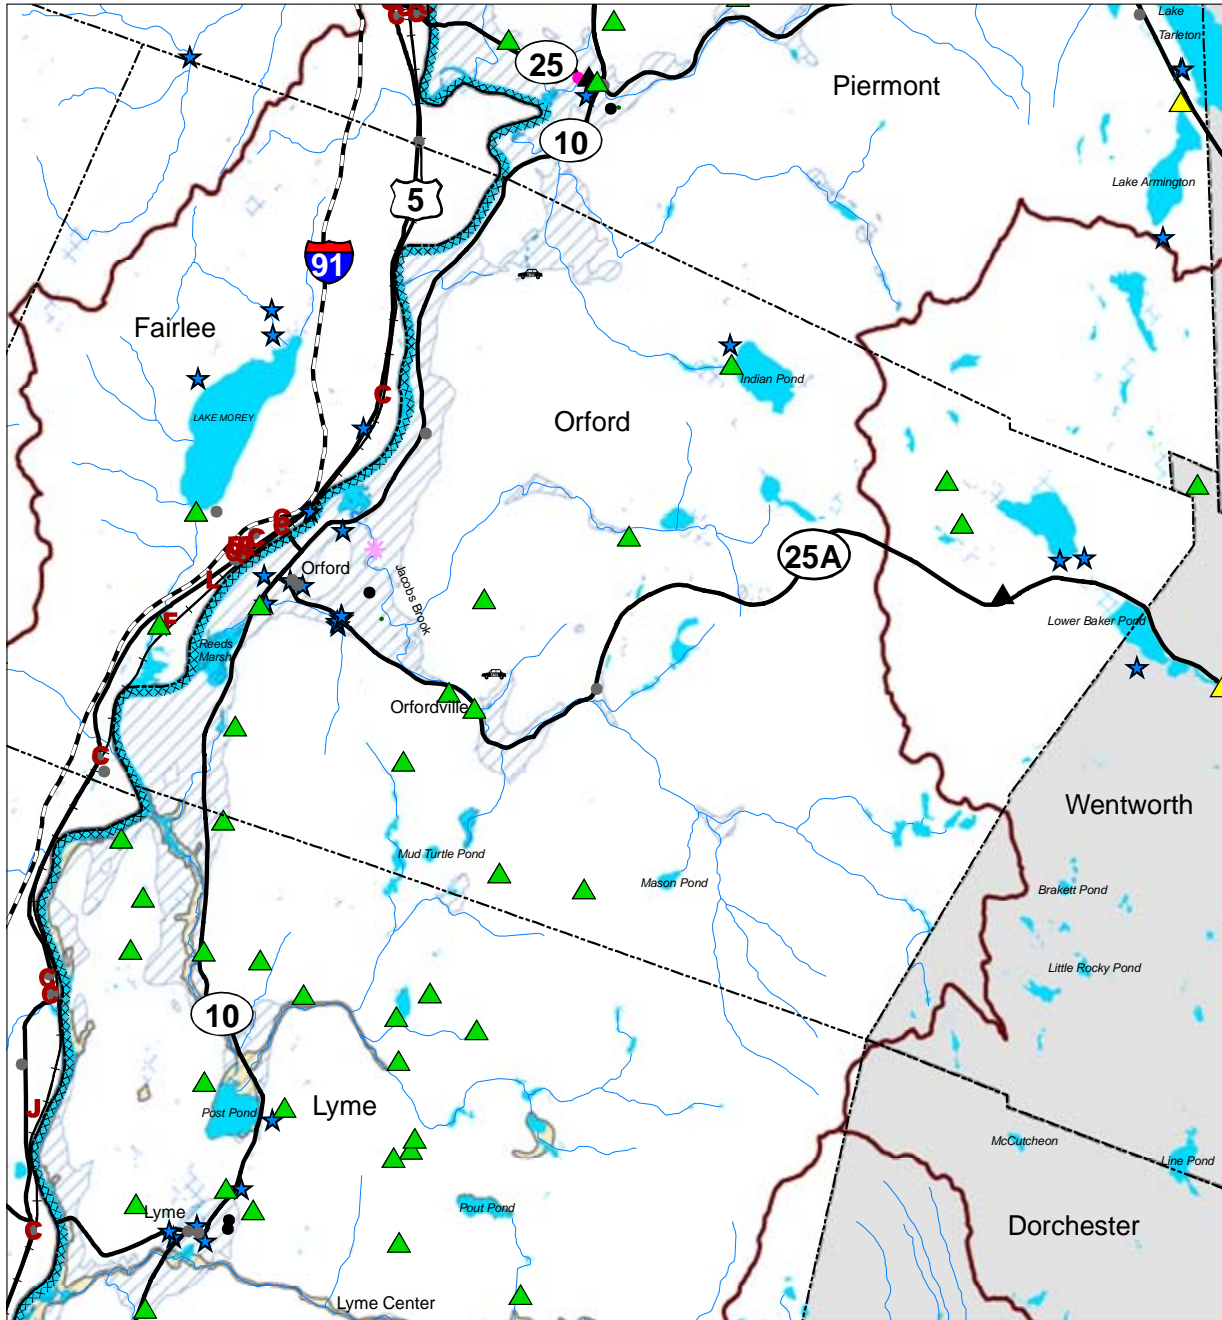 Lake
Tarleton
25
Piermont
10
Lake Armington
5
91
Fairlee
C
Indian Pond
LAKE MOREY
Orford
25A
C
L
Orford
Jacobs Brook
F
Lower Baker Pond
Reeds
Marsh
Orfordville
C
Wentworth
Mud Turtle Pond
Mason Pond
Brakett Pond
Little Rocky Pond
C
C
10
J
Lyme
Post Pond
McCutcheon
Line Pond
Pout Pond
Lyme
C
Dorchester
Lyme Center